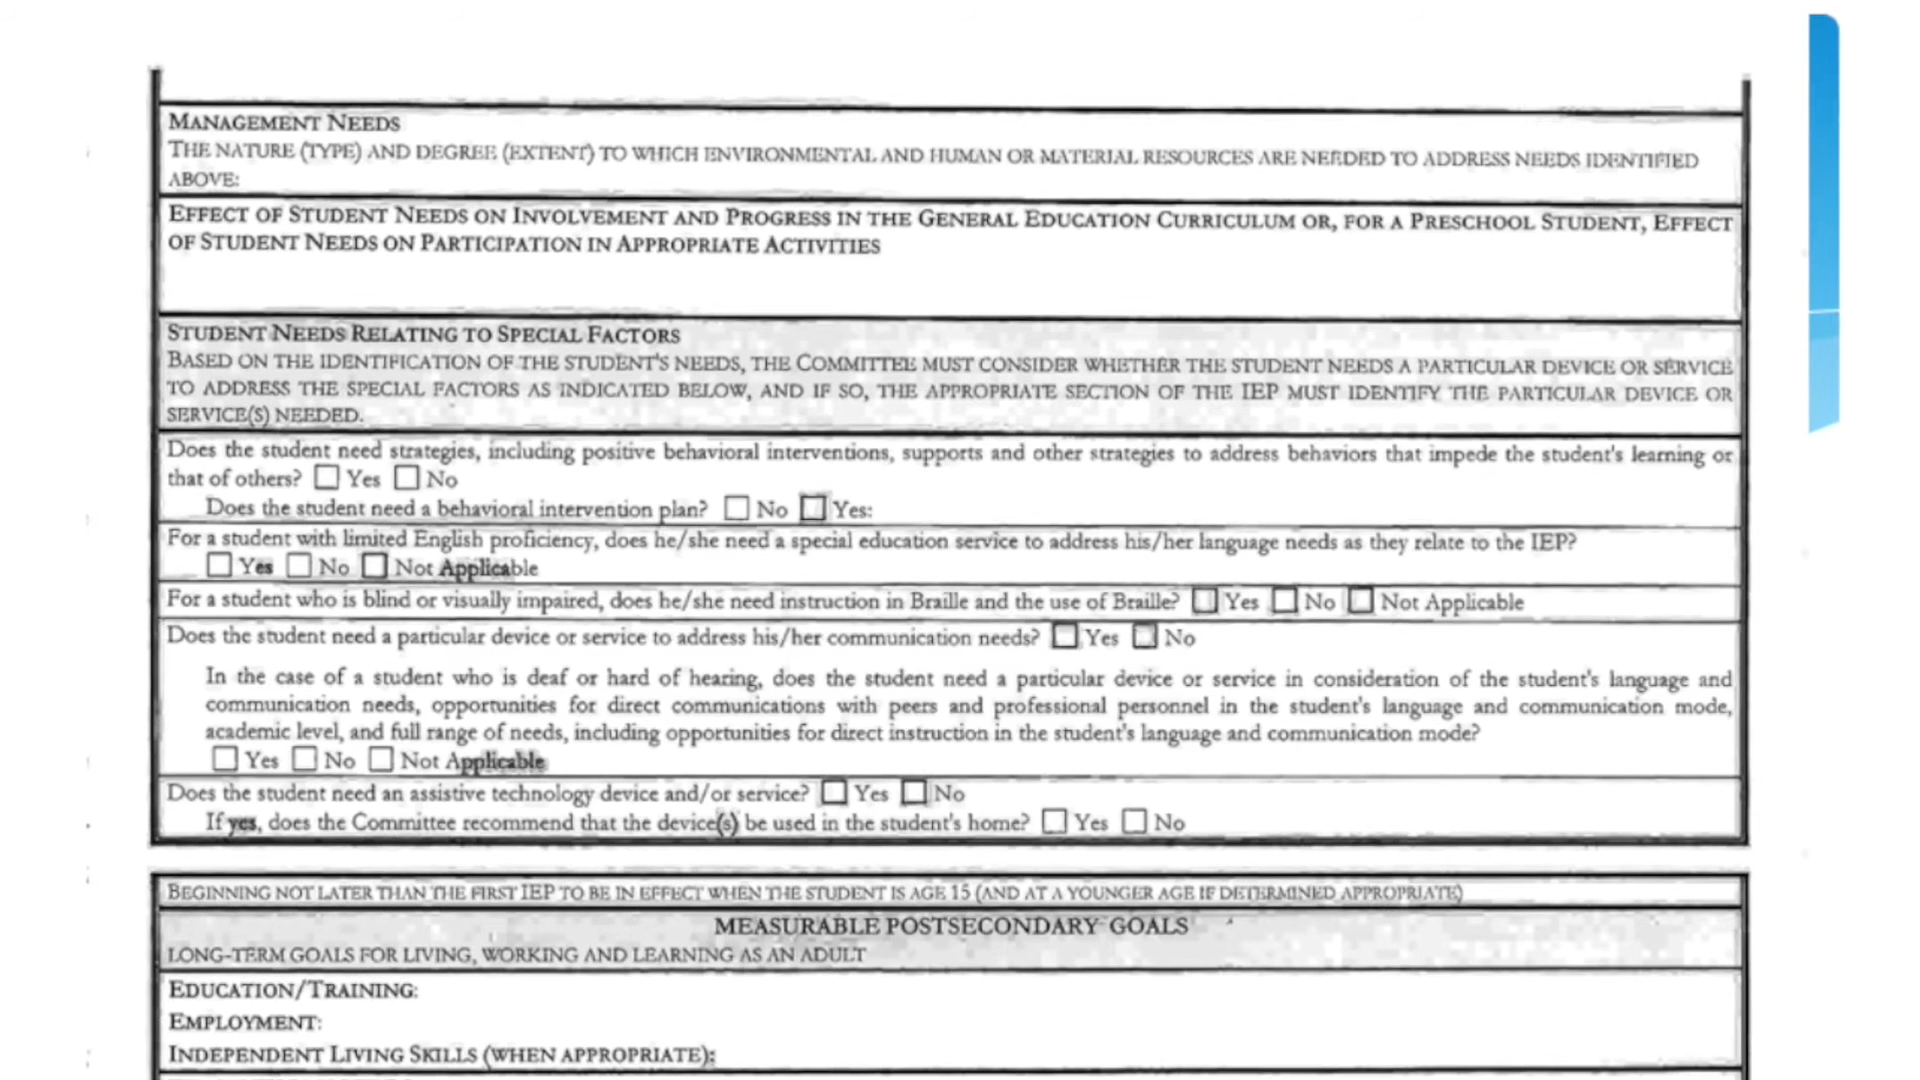 MANAGEMENT NEEDS
THE NATURE (TYPE) AND DEGREE (EXTENT) TO WHICH ENVIRONMENTAL AND HUMAN OR MATERIAL RESOURCES ARE NEEDED TO ADDRESS NEEDS IDENTIFIED
ABOVE:
EFFECT OF STUDENT NEEDS ON INVOLVEMENT AND PROGRESS IN THE GENERAL EDUCATION CURRICULUM OR, FOR A PRESCHOOL STUDENT, EFFECT
OF STUDENT NEEDS ON PARTICIPATION IN APPROPRIATE ACTIVITIES
STUDENT NEEDS RELATING TO SPECIAL FACTORS
BASED ON THE IDENTIFICATION OF THE STUDENT'S NEEDS, THE COMMITTEE MUST CONSIDER WHETHER THE STUDENT NEEDS A PARTICULAR DEVICE OR SERVICE
TO ADDRESS THE SPECIAL FACTORS AS INDICATED BELOW, AND IF SO, THE APPROPRIATE SECTION OF THE IEP MUST IDENTIFY THE PARTICULAR DEVICE OR
SERVICE(S) NEEDED.
Does the student need strategies, including positive behavioral interventions, supports and other strategies to address behaviors that impede the student's learning or
that of others? ☐ Yes ☐ No
Does the student need a behavioral intervention plan? ☐ No ☐ Yes:
For a student with limited English proficiency, does he/she need a special education service to address his/her language needs as they relate to the IEP?
☐ Yes ☐ No ☐ Not Applicable
For a student who is blind or visually impaired, does he/she need instruction in Braille and the use of Braille? ☐ Yes ☐ No ☐ Not Applicable
Does the student need a particular device or service to address his/her communication needs? ☐ Yes ☐ No
In the case of a student who is deaf or hard of hearing, does the student need a particular device or service in consideration of the student's language and
communication needs, opportunities for direct communications with peers and professional personnel in the student's language and communication mode,
academic level, and full range of needs, including opportunities for direct instruction in the student's language and communication mode?
☐ Yes ☐ No ☐ Not Applicable
Does the student need an assistive technology device and/or service? ☐ Yes ☐ No
If yes, does the Committee recommend that the device(s) be used in the student's home? ☐ Yes ☐ No
BEGINNING NOT LATER THAN THE FIRST IEP TO BE IN EFFECT WHEN THE STUDENT IS AGE 15 (AND AT A YOUNGER AGE IF DETERMINED APPROPRIATE)
MEASURABLE POSTSECONDARY GOALS
LONG-TERM GOALS FOR LIVING, WORKING AND LEARNING AS AN ADULT
EDUCATION/TRAINING:
EMPLOYMENT:
INDEPENDENT LIVING SKILLS (WHEN APPROPRIATE):